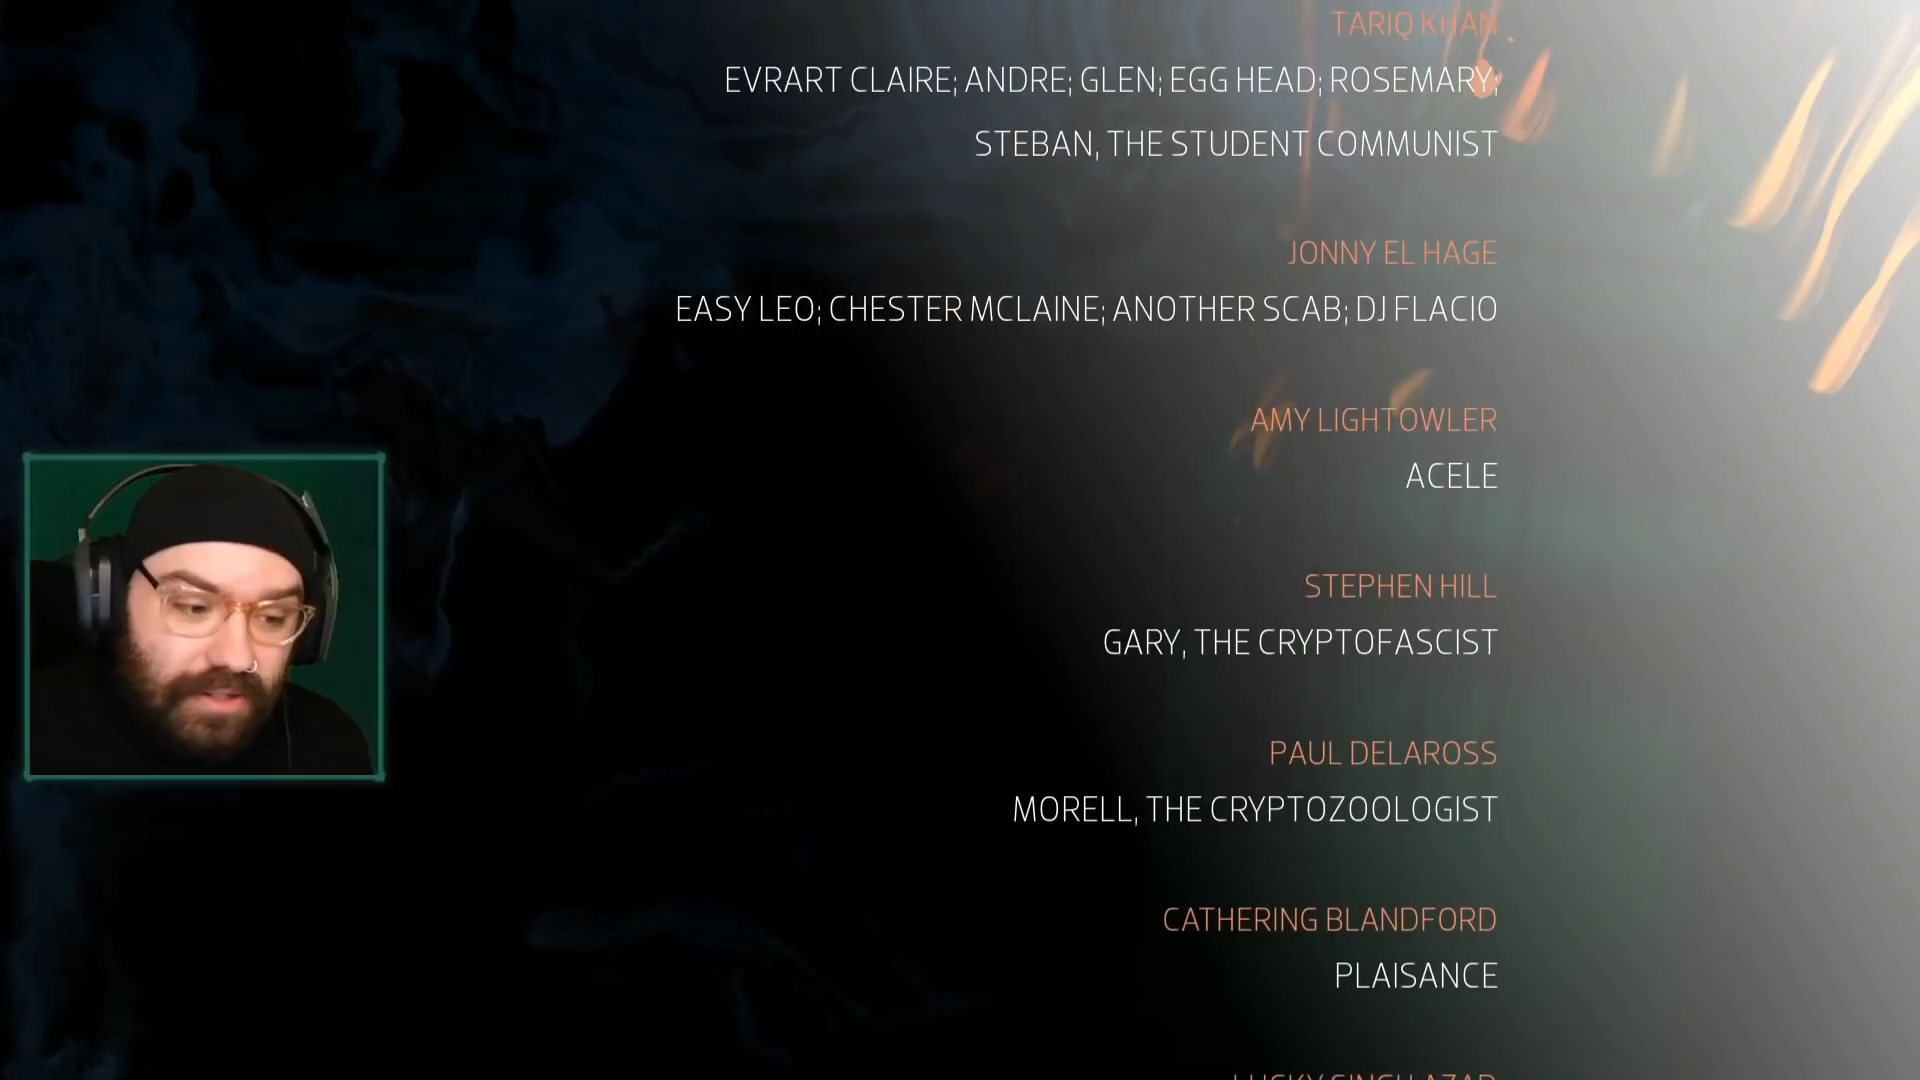 TARIQ KHAN
EVRART CLAIRE; ANDRE; GLEN; EGG HEAD; ROSEMARY;
STEBAN, THE STUDENT COMMUNIST
JONNY EL HAGE
EASY LEO; CHESTER MCLAINE; ANOTHER SCAB; DJ FLACIO
AMY LIGHTOWLER
ACELE
STEPHEN HILL
GARY, THE CRYPTOFASCIST
PAUL DELAROSS
MORELL, THE CRYPTOZOOLOGIST
CATHERING BLANDFORD
PLAISANCE